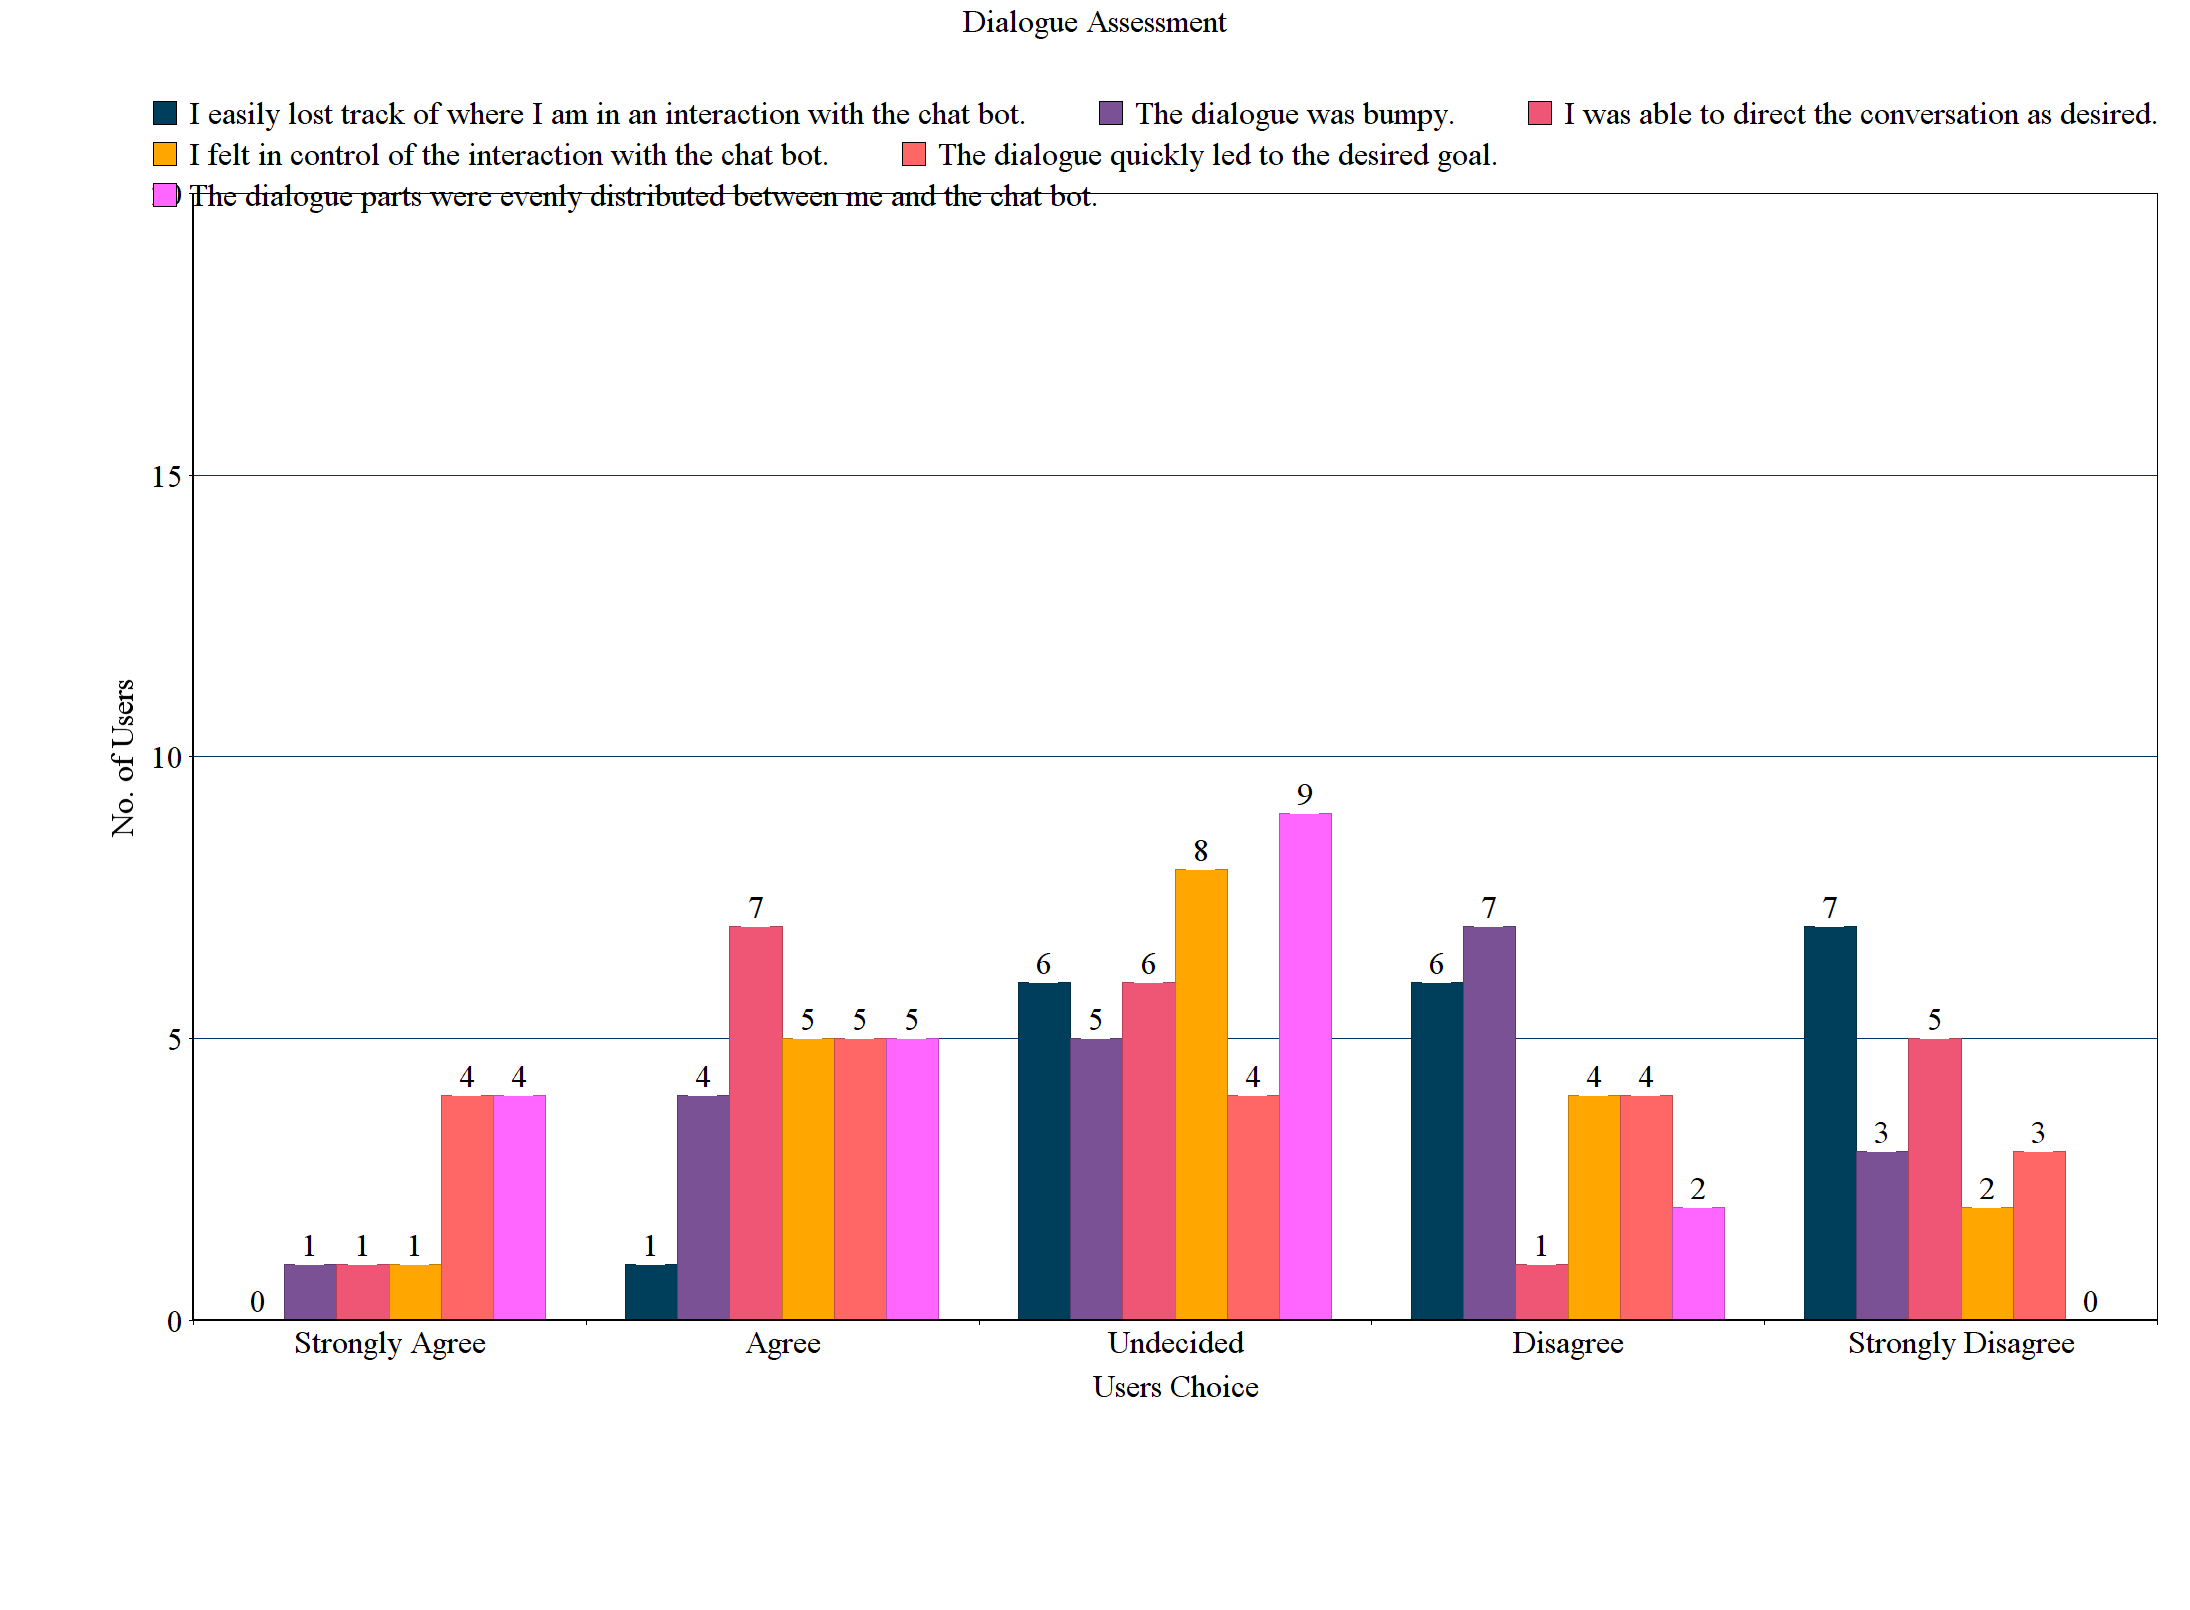 Dialogue Assessment
I easily lost track of where I am in an interaction with the chat bot. The dialogue was bumpy. I was able to direct the conversation as desired.
I felt in control of the interaction with the chat bot. The dialogue quickly led to the desired goal.
The dialogue parts were evenly distributed between me and the chat bot.
15
10
5
0
No. of Users
0 1 1 1 4 4
1 4 7 5 5 5
6 5 6 8 4 9
6 7 1 4 4 2
7 3 5 2 3 0
Strongly Agree Agree Undecided Disagree Strongly Disagree
Users Choice